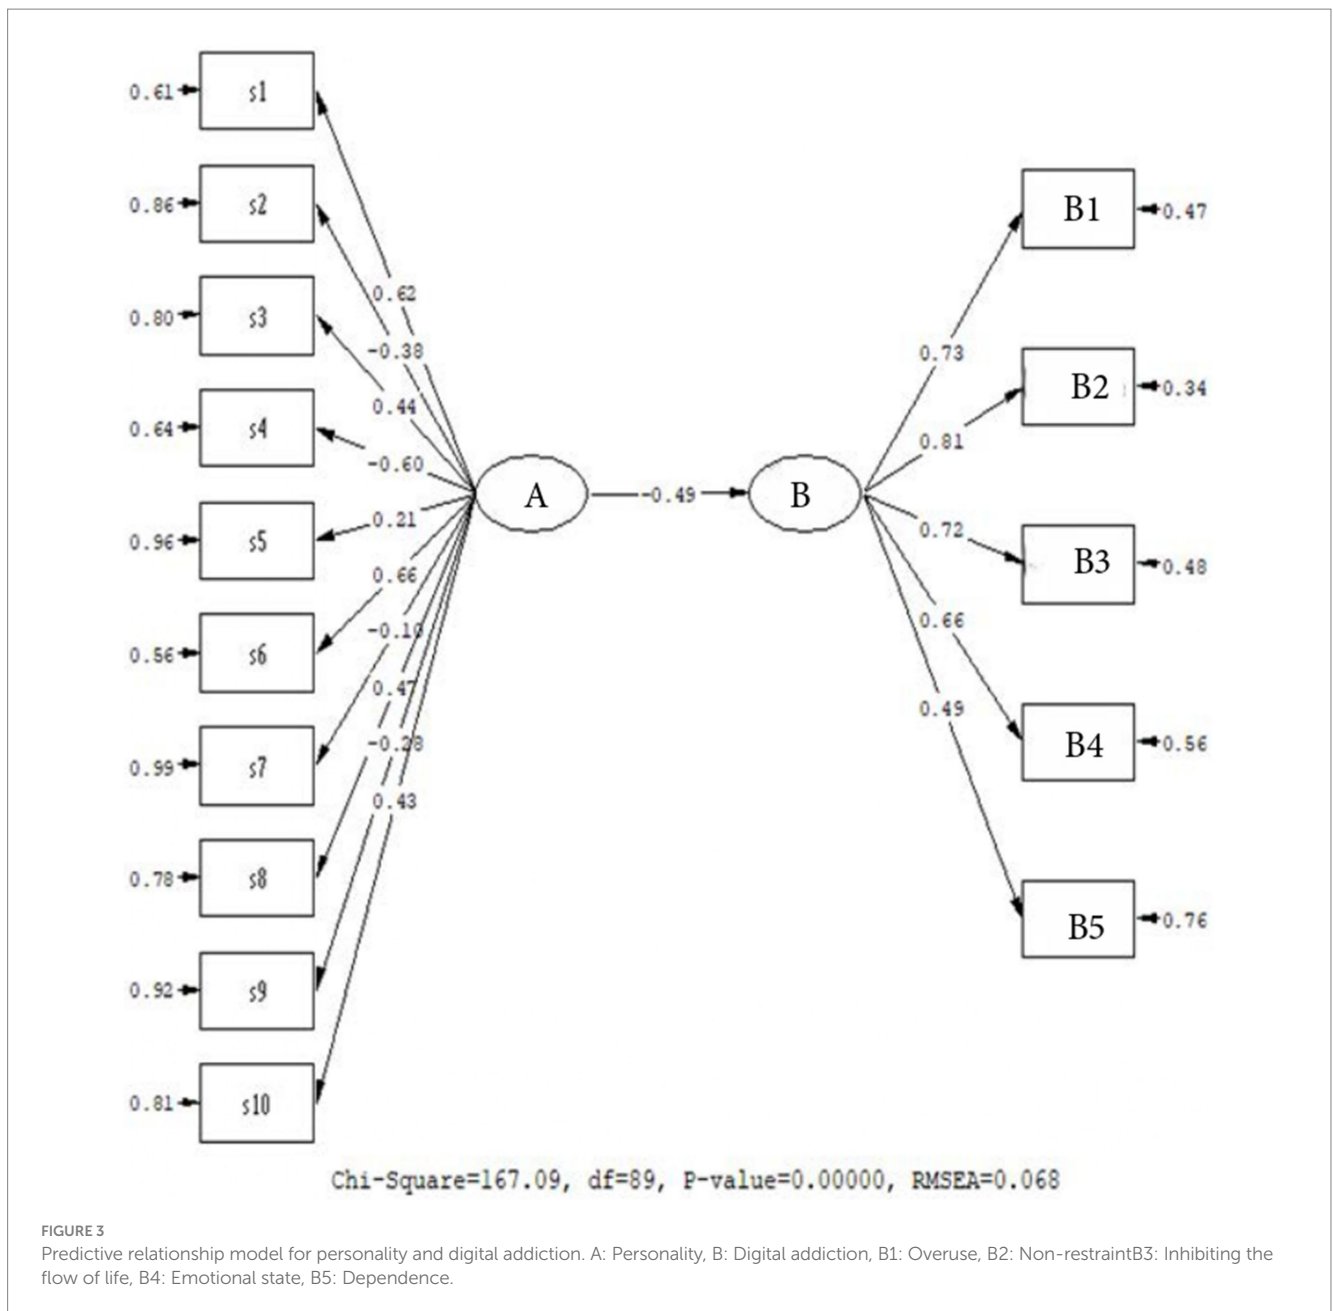 0.61 s1
0.86 s2
0.80 s3
0.64 s4
0.96 s5
0.56 s6
0.99 s7
0.78 s8
0.92 s9
0.81 s10
0.62
-0.38
0.44
-0.60
0.21
0.66
-0.10
0.47
-0.28
0.43
A
-0.49
B
0.73
0.81
0.72
0.66
0.49
B1 0.47
B2 0.34
B3 0.48
B4 0.56
B5 0.76
Chi-Square=167.09, df=89, P-value=0.00000, RMSEA=0.068
FIGURE 3
Predictive relationship model for personality and digital addiction. A: Personality, B: Digital addiction, B1: Overuse, B2: Non-restraintB3: Inhibiting the
flow of life, B4: Emotional state, B5: Dependence.